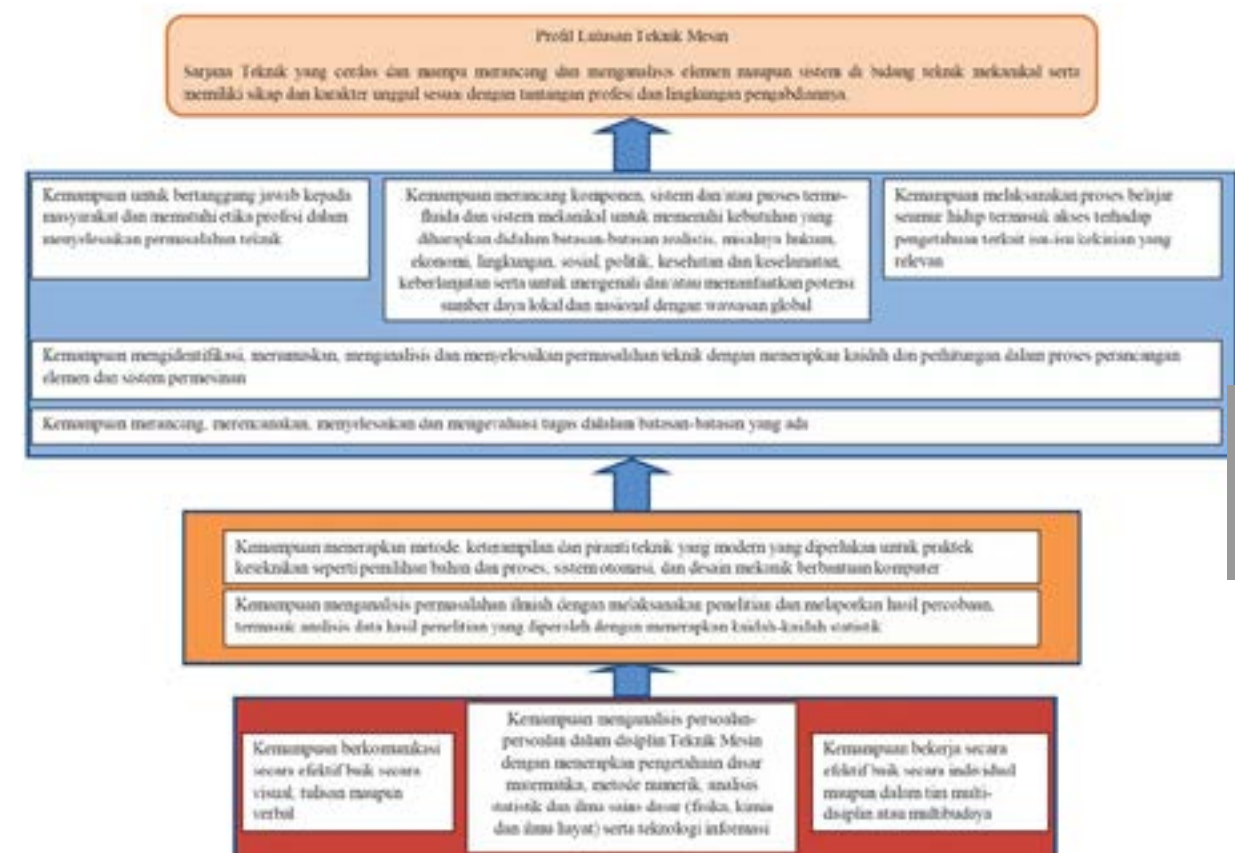 Profil Lulusan Teknik Mesin
Sarjana Teknik yang cerdas dan mampu merancang dan menganalisis elemen maupun sistem di bidang teknik mekanikal serta
memiliki sikap dan karakter unggul sesuai dengan tantangan profesi dan lingkungan pengabdiannya.
Kemampuan untuk bertanggung jawab kepada
masyarakat dan mematuhi etika profesi dalam
menyelesaikan permasalahan teknik
Kemampuan merancang komponen, sistem dan/atau proses termo-
fluida dan sistem mekanikal untuk memenuhi kebutuhan yang
diharapkan didalam batasan-batasan realistis, misalnya hukum,
ekonomi, lingkungan, sosial, politik, kesehatan dan keselamatan,
keberlanjutan serta untuk mengenali dan/atau memanfaatkan potensi
sumber daya lokal dan nasional dengan wawasan global
Kemampuan melaksanakan proses belajar
seumur hidup termasuk akses terhadap
pengetahuan terkait isu-isu kekinian yang
relevan
Kemampuan mengidentifikasi, merumuskan, menganalisis dan menyelesaikan permasalahan teknik dengan menerapkan kaidah dan perhitungan dalam proses perancangan
elemen dan sistem permesinan
Kemampuan merancang, merencanakan, menyelesaikan dan mengevaluasi tugas didalam batasan-batasan yang ada
Kemampuan menerapkan metode, keterampilan dan piranti teknik yang modern yang diperlukan untuk praktek
keteknikan seperti pemilihan bahan dan proses, sistem otomasi, dan desain mekanik berbantuan komputer
Kemampuan menganalisis permasalahan ilmiah dengan melaksanakan penelitian dan melaporkan hasil percobaan,
termasuk analisis data hasil penelitian yang diperoleh dengan menerapkan kaidah-kaidah statistik
Kemampuan berkomunikasi
secara efektif baik secara
visual, tulisan maupun
verbal
Kemampuan menganalisis persoalan-
persoalan dalam disiplin Teknik Mesin
dengan menerapkan pengetahuan dasar
matematika, metode numerik, analisis
statistik dan ilmu sains dasar (fisika, kimia
dan ilmu hayat) serta teknologi informasi
Kemampuan bekerja secara
efektif baik secara individual
maupun dalam tim multi-
disiplin atau multibudaya